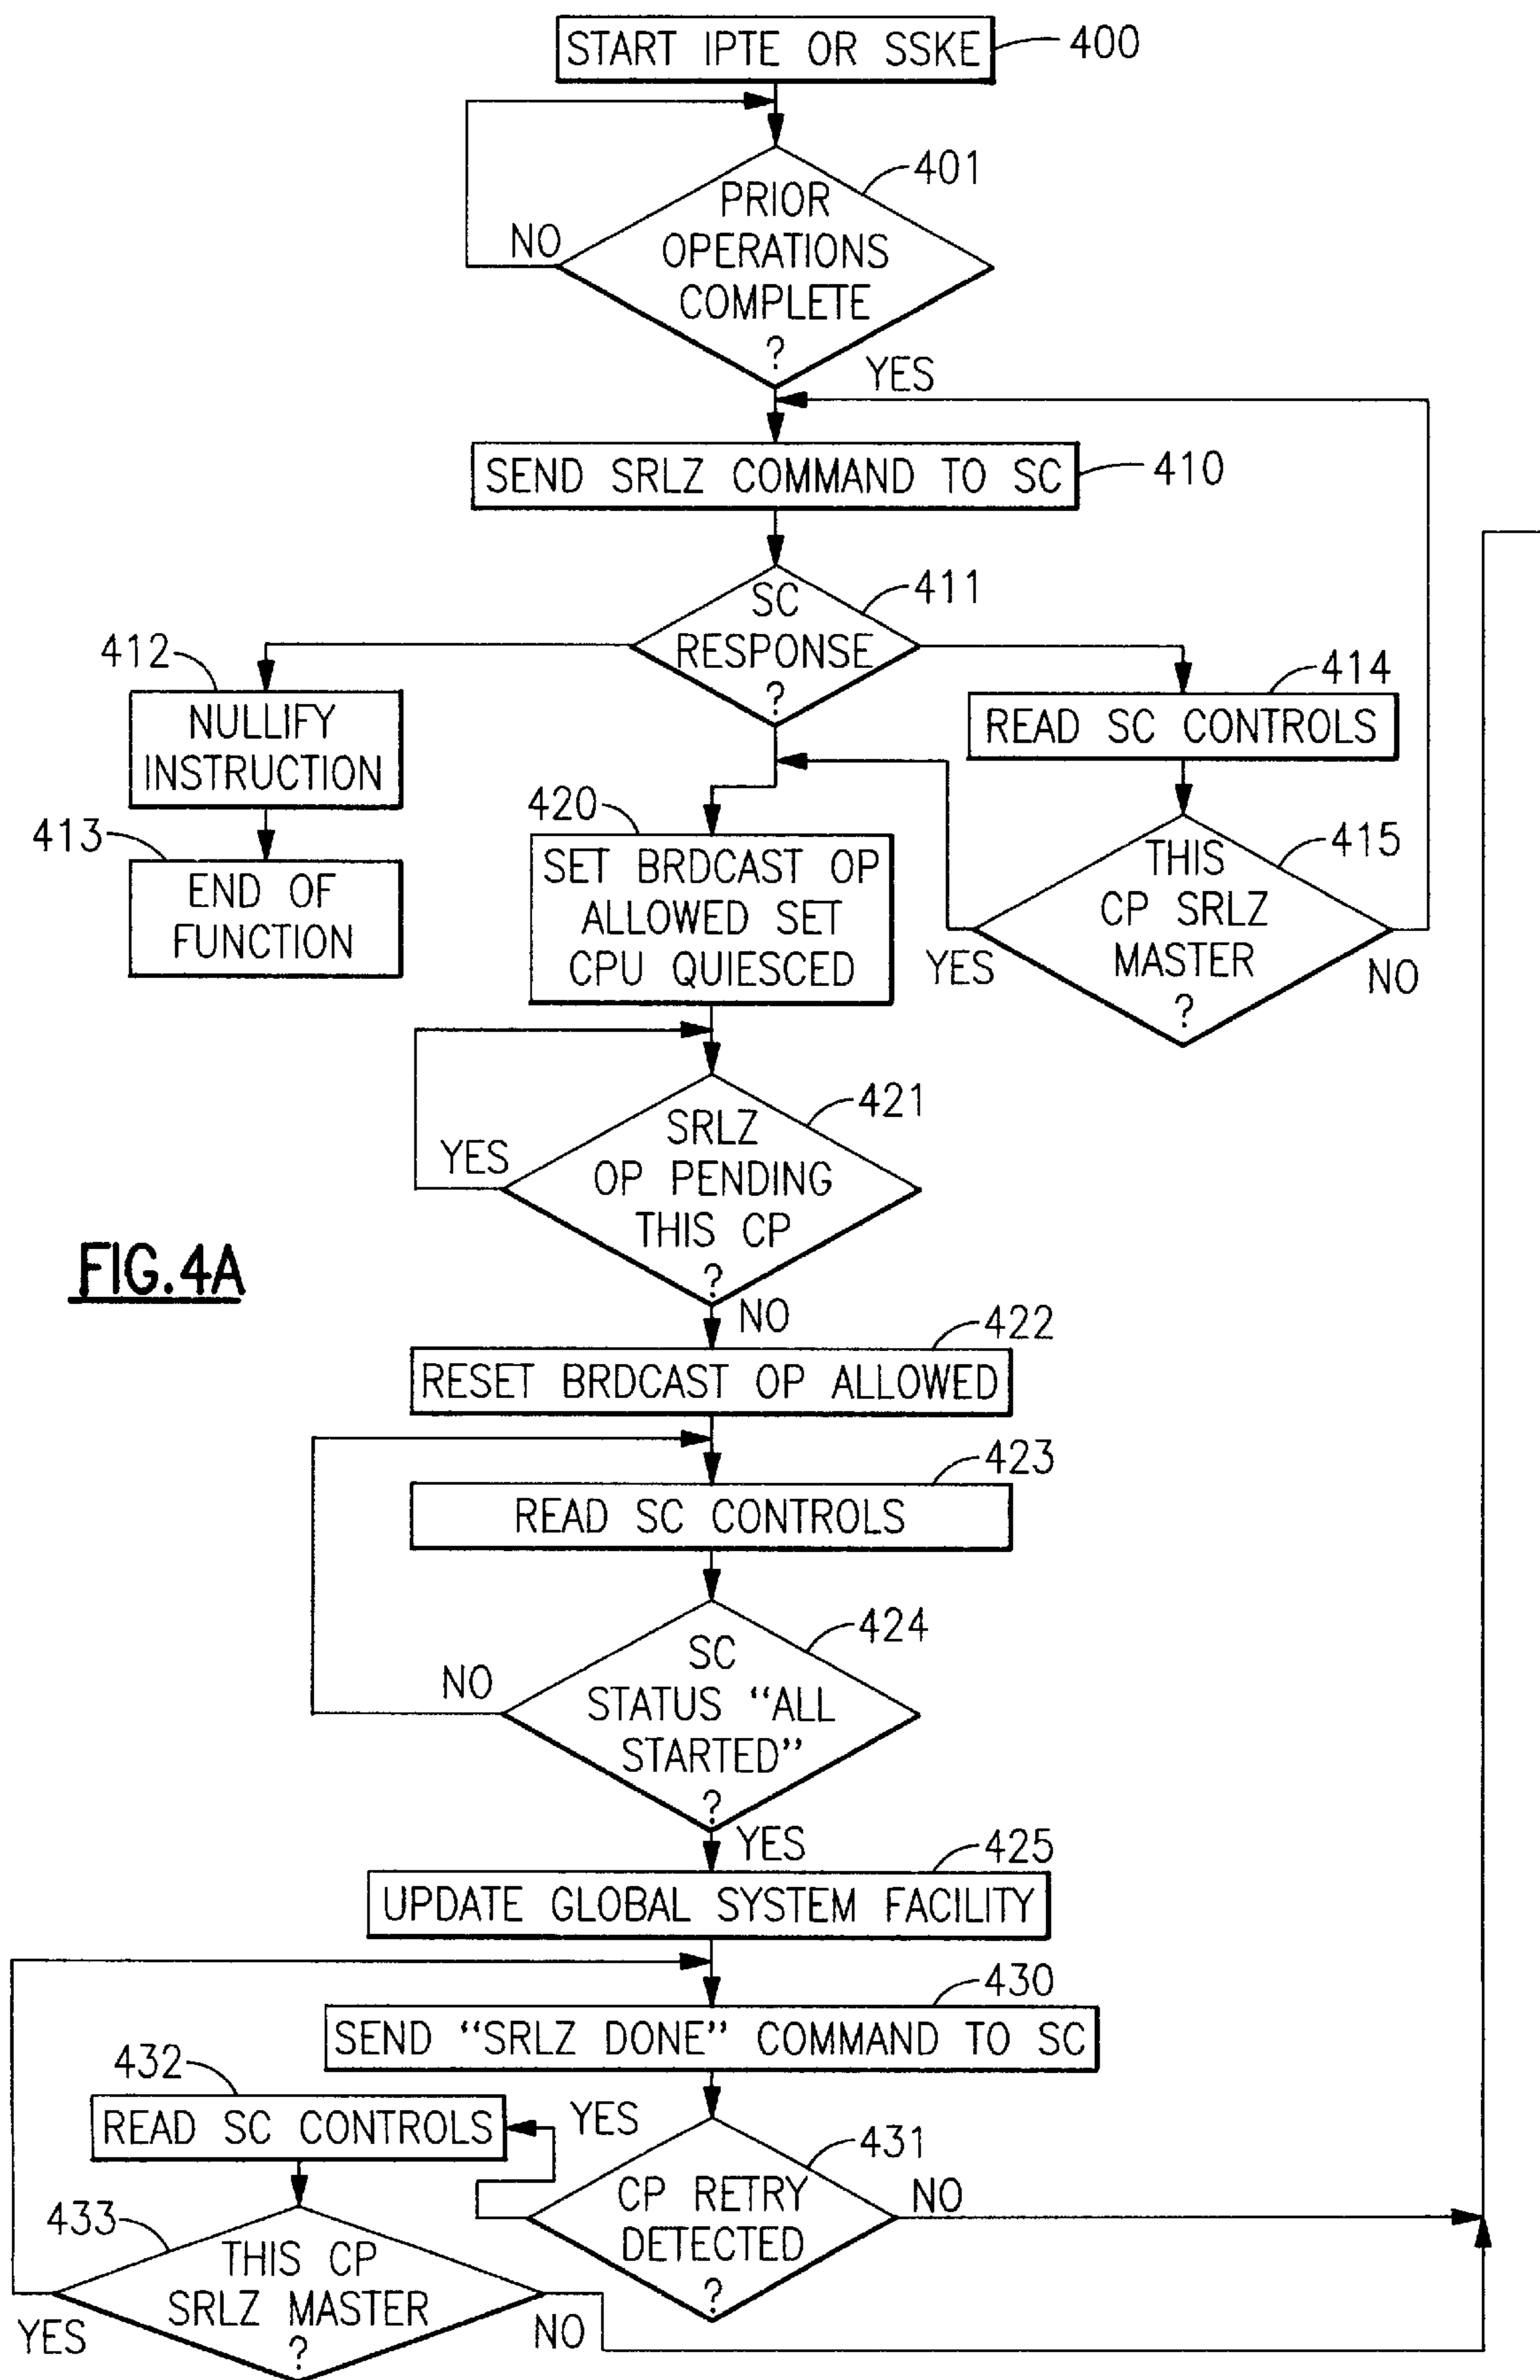 START IPTE OR SSKE
400
401
PRIOR
OPERATIONS
COMPLETE
?
NO
YES
SEND SRLZ COMMAND TO SC
410
SC
RESPONSE
?
411
412
NULLIFY
INSTRUCTION
413
END OF
FUNCTION
414
READ SC CONTROLS
415
THIS
CP SRLZ
MASTER
?
YES
NO
420
SET BRDCAST OP
ALLOWED SET
CPU QUIESCED
421
SRLZ
OP PENDING
THIS CP
?
YES
NO
FIG.4A
422
RESET BRDCAST OP ALLOWED
423
READ SC CONTROLS
424
SC
STATUS “ALL
STARTED”
?
NO
YES
425
UPDATE GLOBAL SYSTEM FACILITY
430
SEND “SRLZ DONE” COMMAND TO SC
431
CP RETRY
DETECTED
?
YES
NO
432
READ SC CONTROLS
433
THIS CP
SRLZ MASTER
?
YES
NO